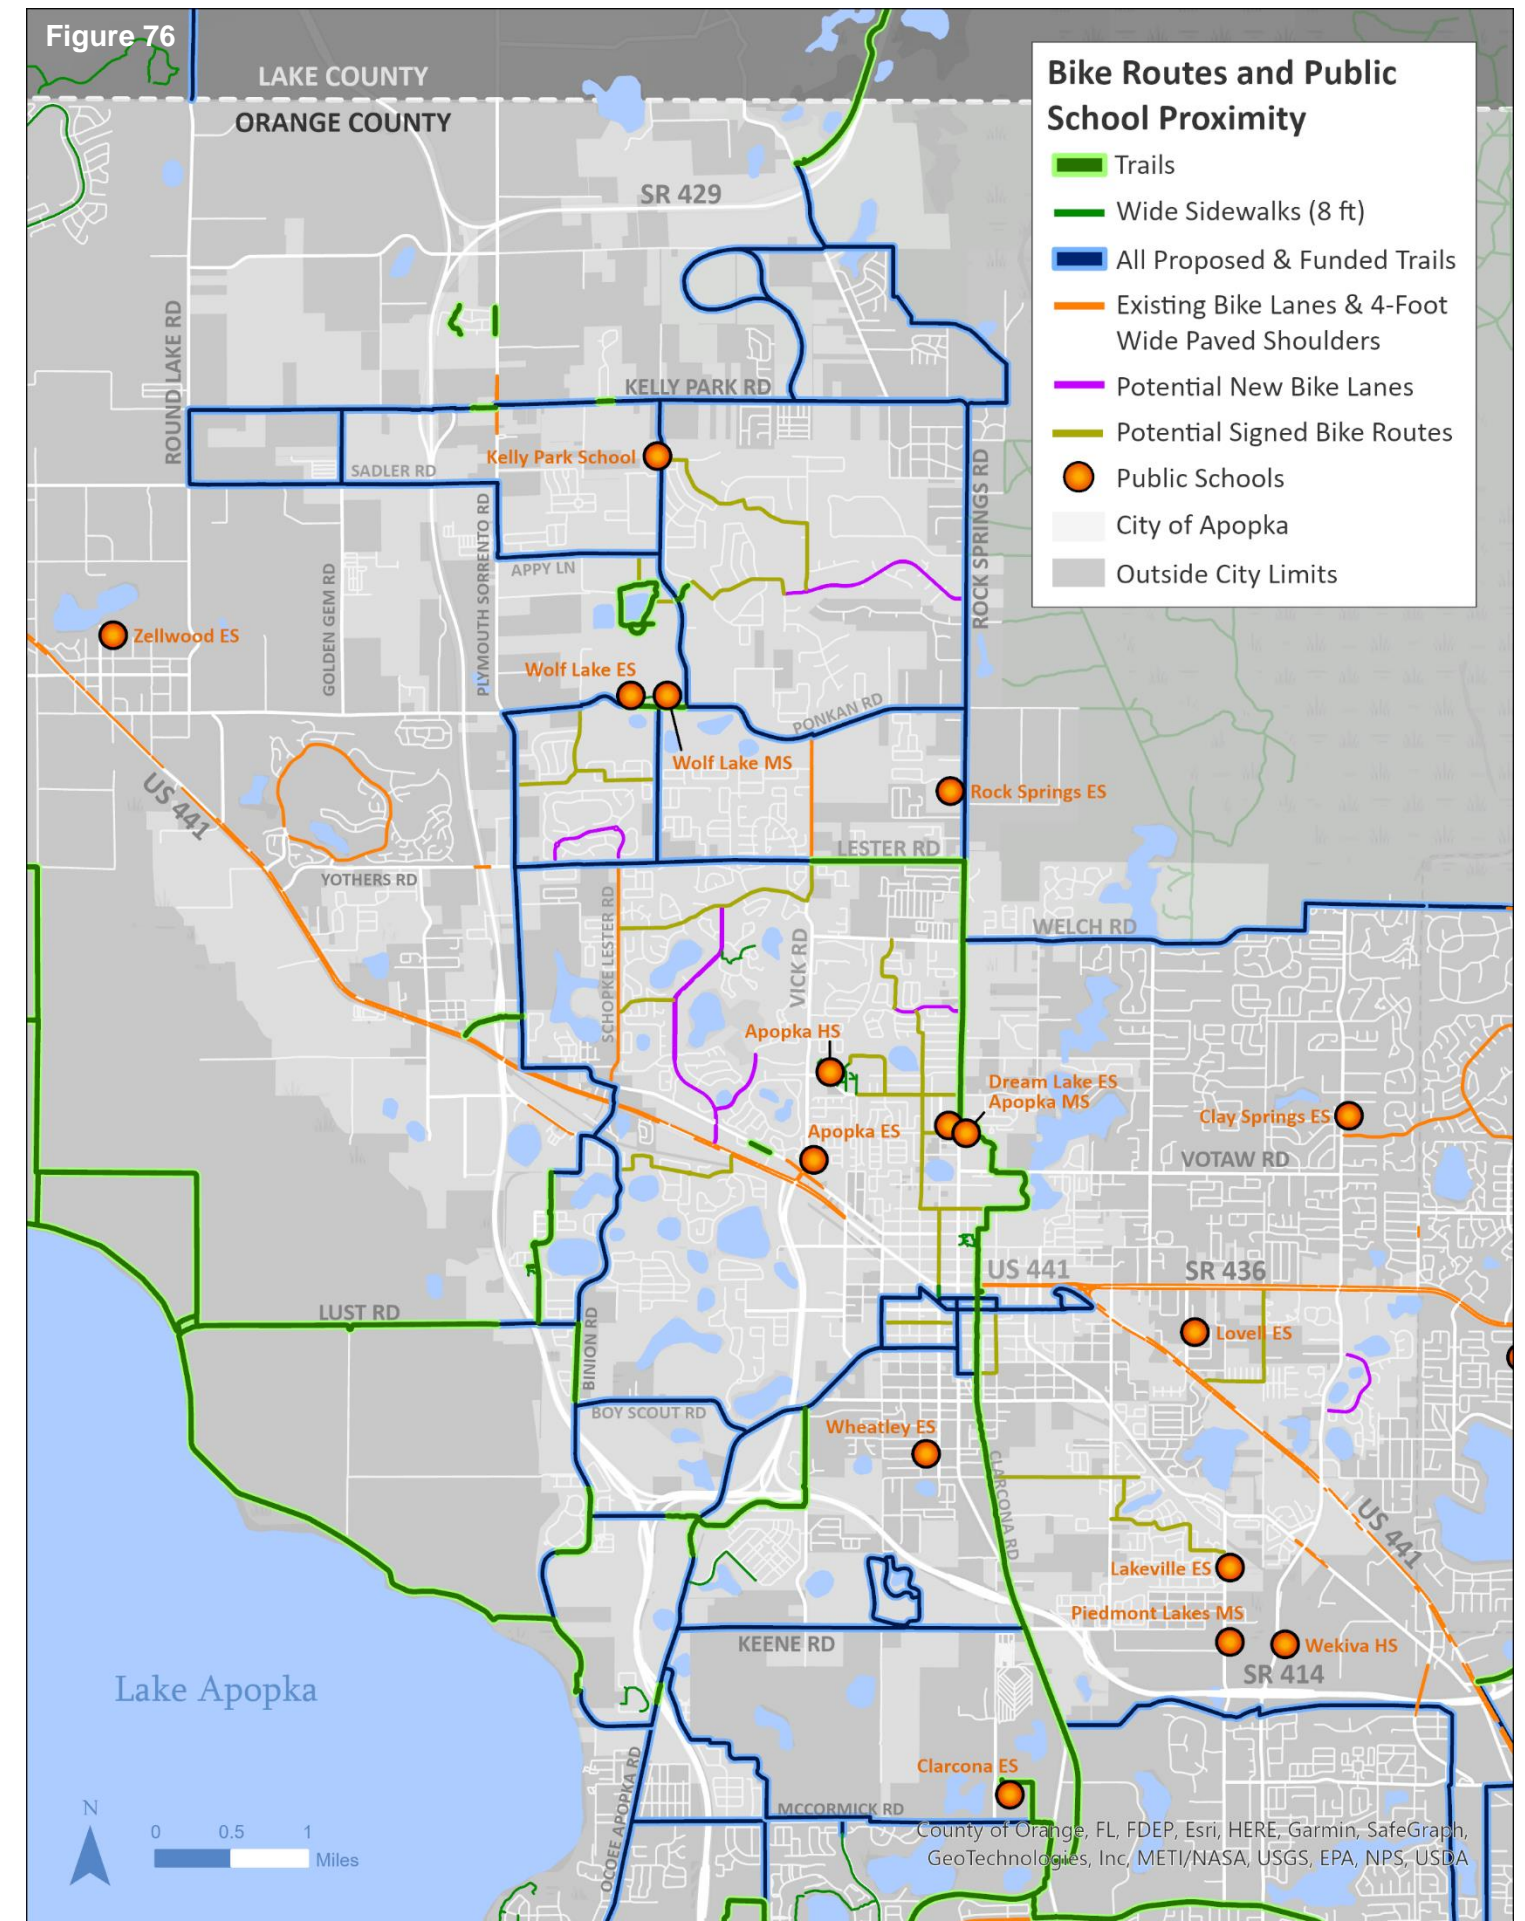 Figure 76
LAKE COUNTY
ORANGE COUNTY
Bike Routes and Public
School Proximity
Trails
Wide Sidewalks (8 ft)
All Proposed & Funded Trails
Existing Bike Lanes & 4-Foot
Wide Paved Shoulders
Potential New Bike Lanes
Potential Signed Bike Routes
Public Schools
City of Apopka
Outside City Limits
SR 429
ROUND LAKE RD
KELLY PARK RD
Kelly Park School
SADLER RD
PLYMOUTH SORRENTO RD
ROCK SPRINGS RD
APPY LN
GOLDEN GEM RD
Zellwood ES
Wolf Lake ES
PONKAN RD
Wolf Lake MS
US 441
Rock Springs ES
LESTER RD
YOTHERS RD
SCHOPKE LESTER RD
WELCH RD
VICK RD
Apopka HS
Dream Lake ES
Apopka MS
Clay Springs ES
Apopka ES
VOTAW RD
US 441
SR 436
LUST RD
BINION RD
Lovell ES
BOY SCOUT RD
Wheatley ES
CLARCONA RD
US 441
Lakeville ES
Piedmont Lakes MS
KEENE RD
Wekiva HS
SR 414
Lake Apopka
OCOEE APOPKA RD
Clarcona ES
MCCORMICK RD
N
0 0.5 1
Miles
County of Orange, FL, FDEP, Esri, HERE, Garmin, SafeGraph,
GeoTechnologies, Inc, METI/NASA, USGS, EPA, NPS, USDA